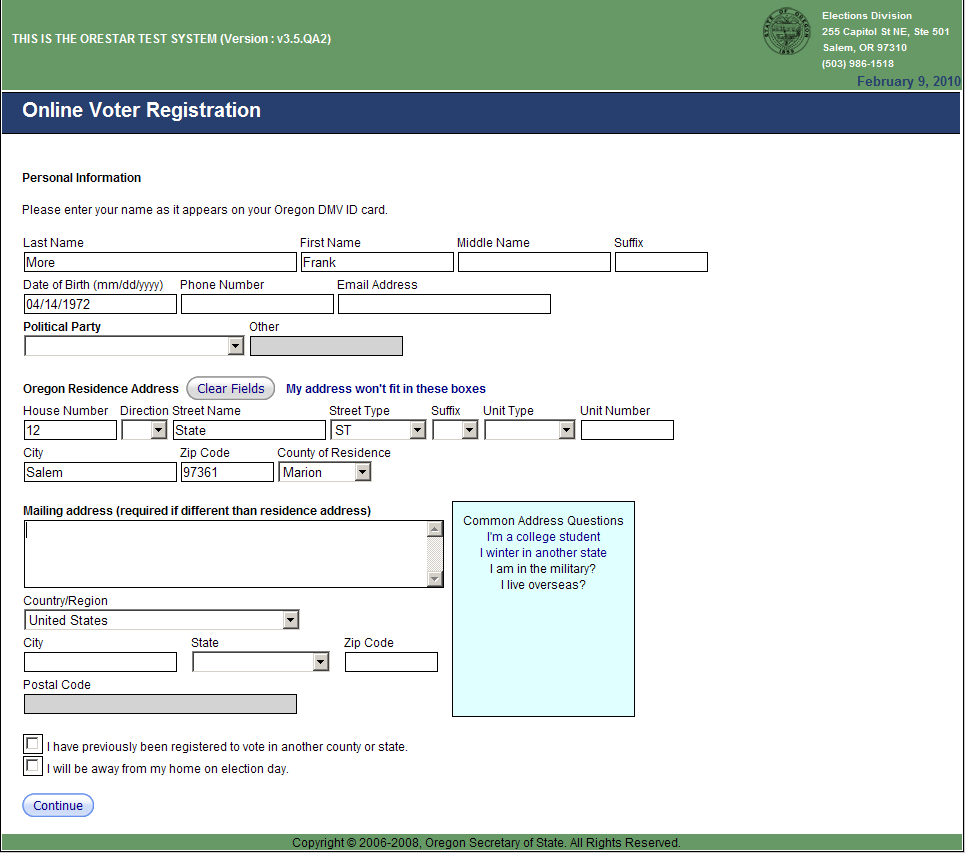 THIS IS THE ORESTAR TEST SYSTEM (Version : v3.5.QA2)
Elections Division
255 Capitol St NE, Ste 501
Salem, OR 97310
(503) 986-1518
February 9, 2010
Online Voter Registration
Personal Information
Please enter your name as it appears on your Oregon DMV ID card.
Last Name First Name Middle Name Suffix
More Frank
Date of Birth (mm/dd/yyyy) Phone Number Email Address
04/14/1972
Political Party Other
Oregon Residence Address Clear Fields My address won't fit in these boxes
House Number Direction Street Name Street Type Suffix Unit Type Unit Number
12 State ST
City Zip Code County of Residence
Salem 97361 Marion
Mailing address (required if different than residence address)
Common Address Questions
I'm a college student
I winter in another state
I am in the military?
I live overseas?
Country/Region
United States
City State Zip Code
Postal Code
I have previously been registered to vote in another county or state.
I will be away from my home on election day.
Continue
Copyright © 2006-2008, Oregon Secretary of State. All Rights Reserved.